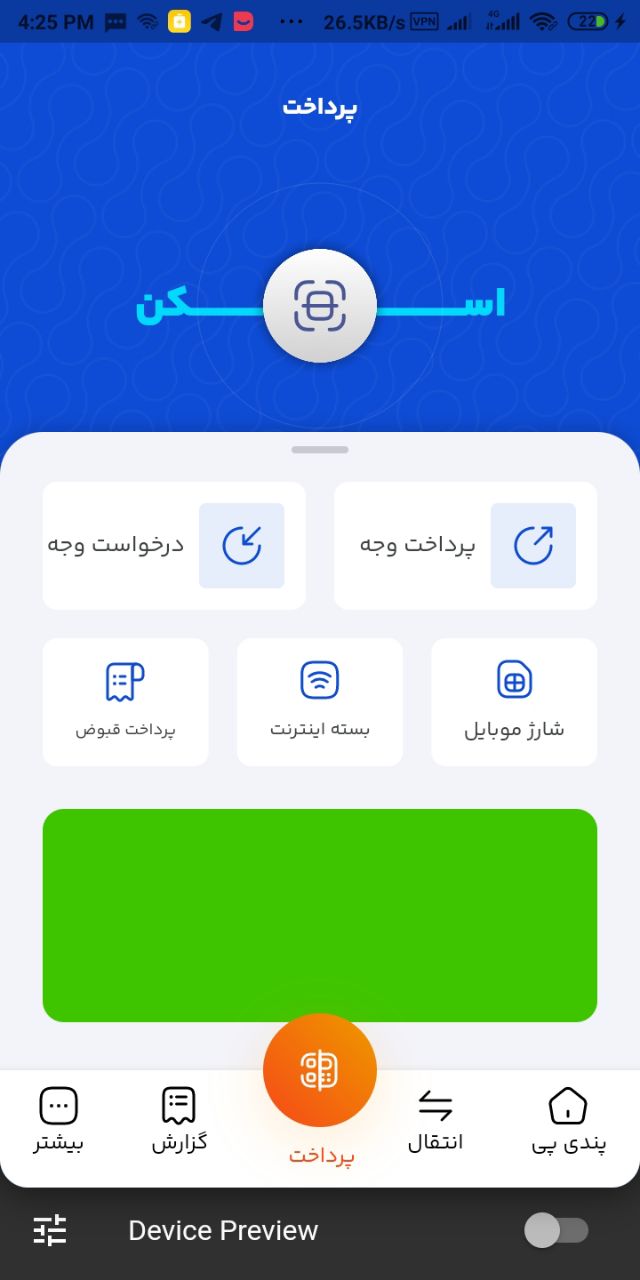 4:25 PM ... 26.5KB/s VPN 4G 22
پرداخت
اســـــــکن
پرداخت وجه درخواست وجه
شارژ موبایل بسته اینترنت پرداخت قبوض
پندی پی انتقال پرداخت گزارش بیشتر
Device Preview